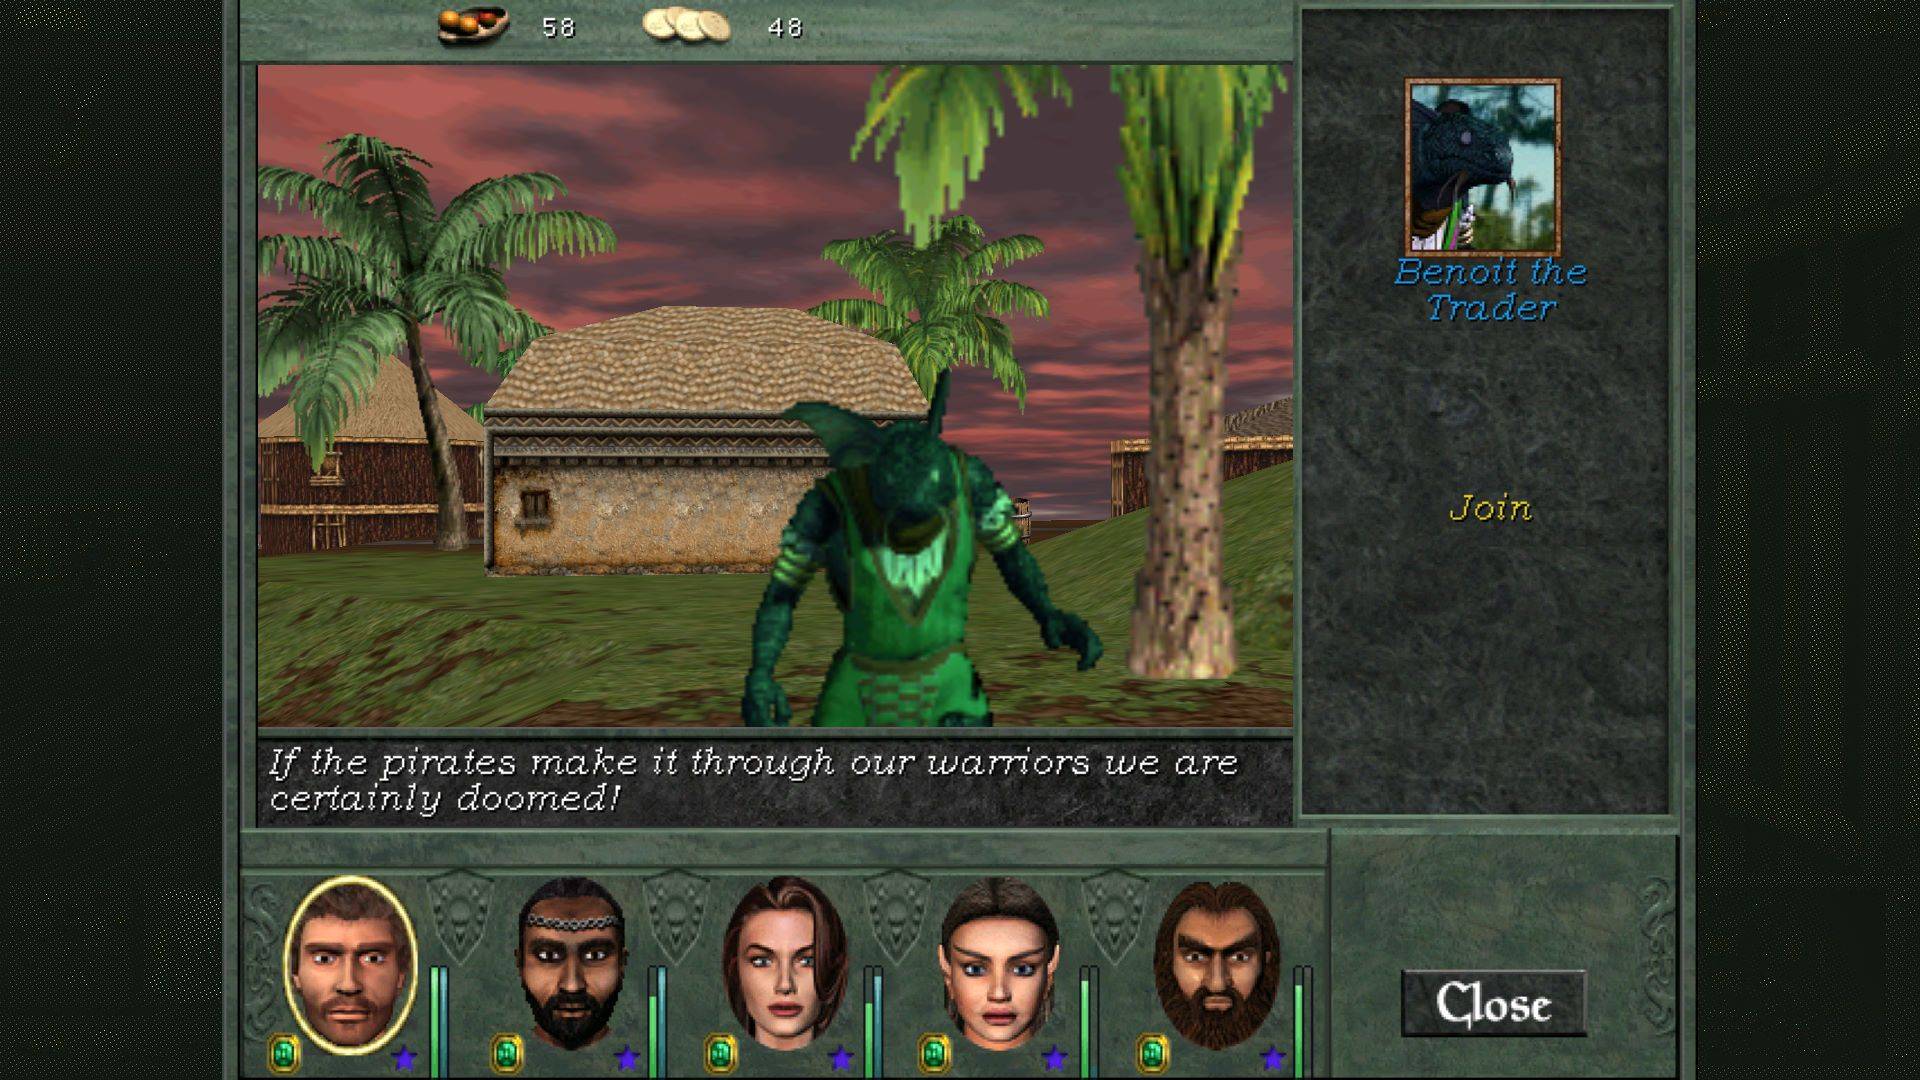 58 48
Benoit the
Trader
Join
If the pirates make it through our warriors we are
certainly doomed!
Close